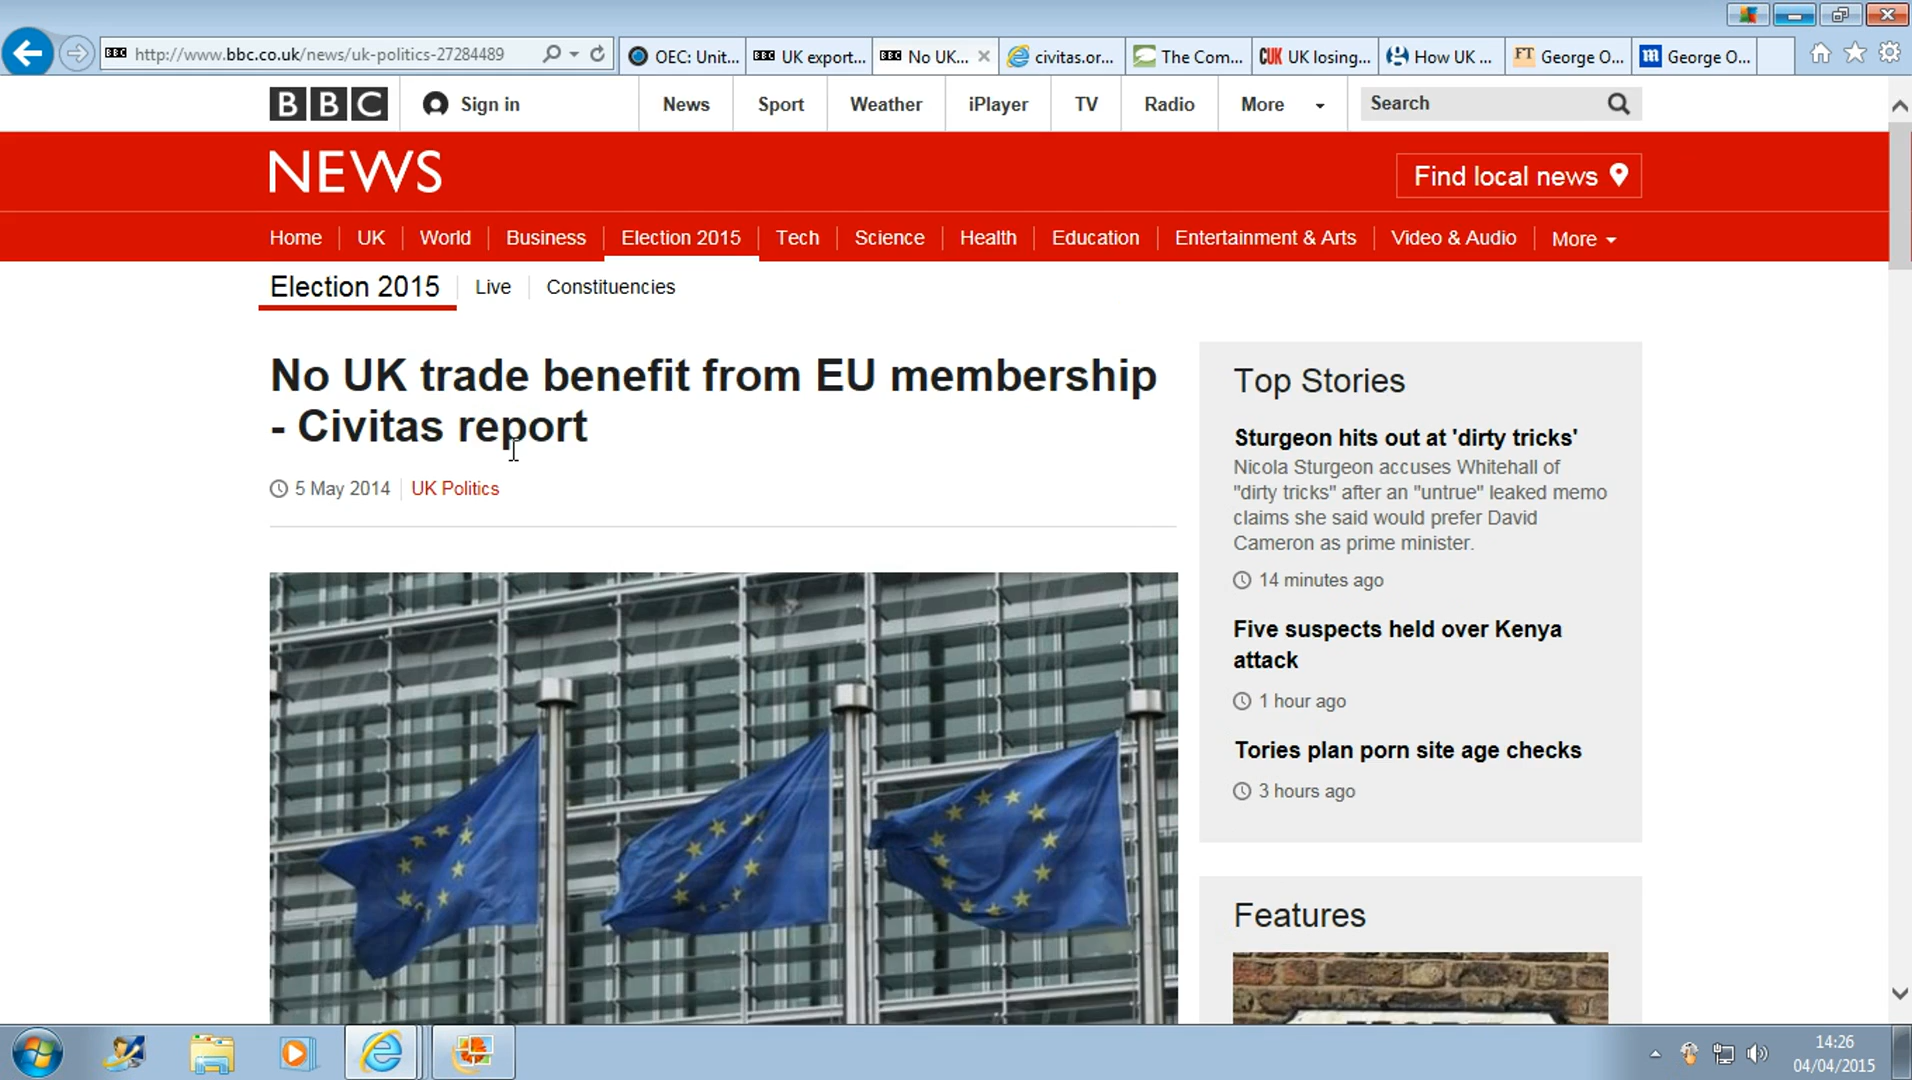 http://www.bbc.co.uk/news/uk-politics-27284489
OEC: Unit...
UK export...
No UK...
civitas.or...
The Com...
UK losing...
How UK ...
George O...
George O...
BBC
Sign in
News
Sport
Weather
iPlayer
TV
Radio
More
Search
NEWS
Find local news
Home
UK
World
Business
Election 2015
Tech
Science
Health
Education
Entertainment & Arts
Video & Audio
More
Election 2015
Live
Constituencies
No UK trade benefit from EU membership
- Civitas report
5 May 2014
UK Politics
Top Stories
Sturgeon hits out at 'dirty tricks'
Nicola Sturgeon accuses Whitehall of
"dirty tricks" after an "untrue" leaked memo
claims she said would prefer David
Cameron as prime minister.
14 minutes ago
Five suspects held over Kenya
attack
1 hour ago
Tories plan porn site age checks
3 hours ago
Features
14:26
04/04/2015